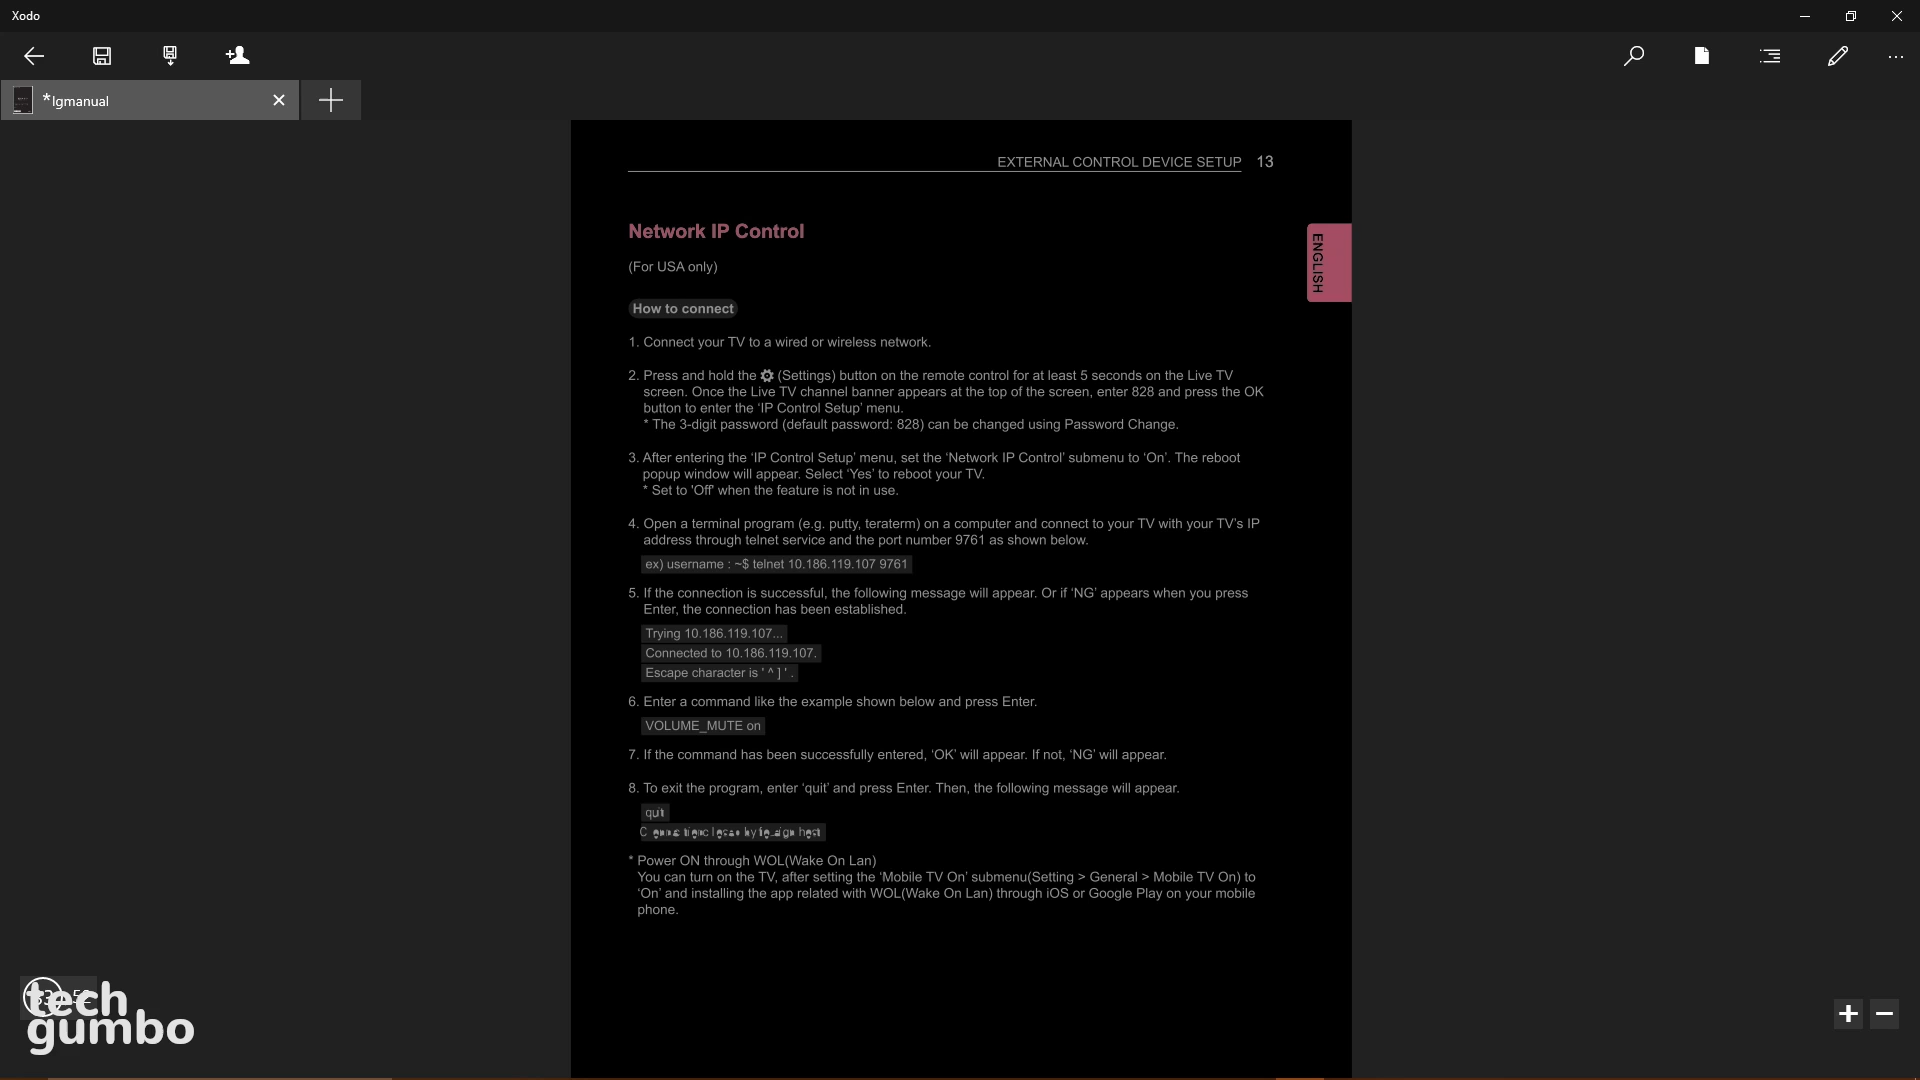 Xodo
*lgmanual
EXTERNAL CONTROL DEVICE SETUP 13
Network IP Control
ENGLISH
(For USA only)
How to connect
1. Connect your TV to a wired or wireless network.
2. Press and hold the (Settings) button on the remote control for at least 5 seconds on the Live TV
screen. Once the Live TV channel banner appears at the top of the screen, enter 828 and press the OK
button to enter the 'IP Control Setup' menu.
* The 3-digit password (default password: 828) can be changed using Password Change.
3. After entering the 'IP Control Setup' menu, set the 'Network IP Control' submenu to 'On'. The reboot
popup window will appear. Select 'Yes' to reboot your TV.
* Set to 'Off' when the feature is not in use.
4. Open a terminal program (e.g. putty, teraterm) on a computer and connect to your TV with your TV's IP
address through telnet service and the port number 9761 as shown below.
ex) username : ~$ telnet 10.186.119.107 9761
5. If the connection is successful, the following message will appear. Or if 'NG' appears when you press
Enter, the connection has been established.
Trying 10.186.119.107...
Connected to 10.186.119.107.
Escape character is ' ^ ] ' .
6. Enter a command like the example shown below and press Enter.
VOLUME_MUTE on
7. If the command has been successfully entered, 'OK' will appear. If not, 'NG' will appear.
8. To exit the program, enter 'quit' and press Enter. Then, the following message will appear.
quit
* Power ON through WOL(Wake On Lan)
You can turn on the TV, after setting the 'Mobile TV On' submenu(Setting > General > Mobile TV On) to
'On' and installing the app related with WOL(Wake On Lan) through iOS or Google Play on your mobile
phone.
tech
gumbo